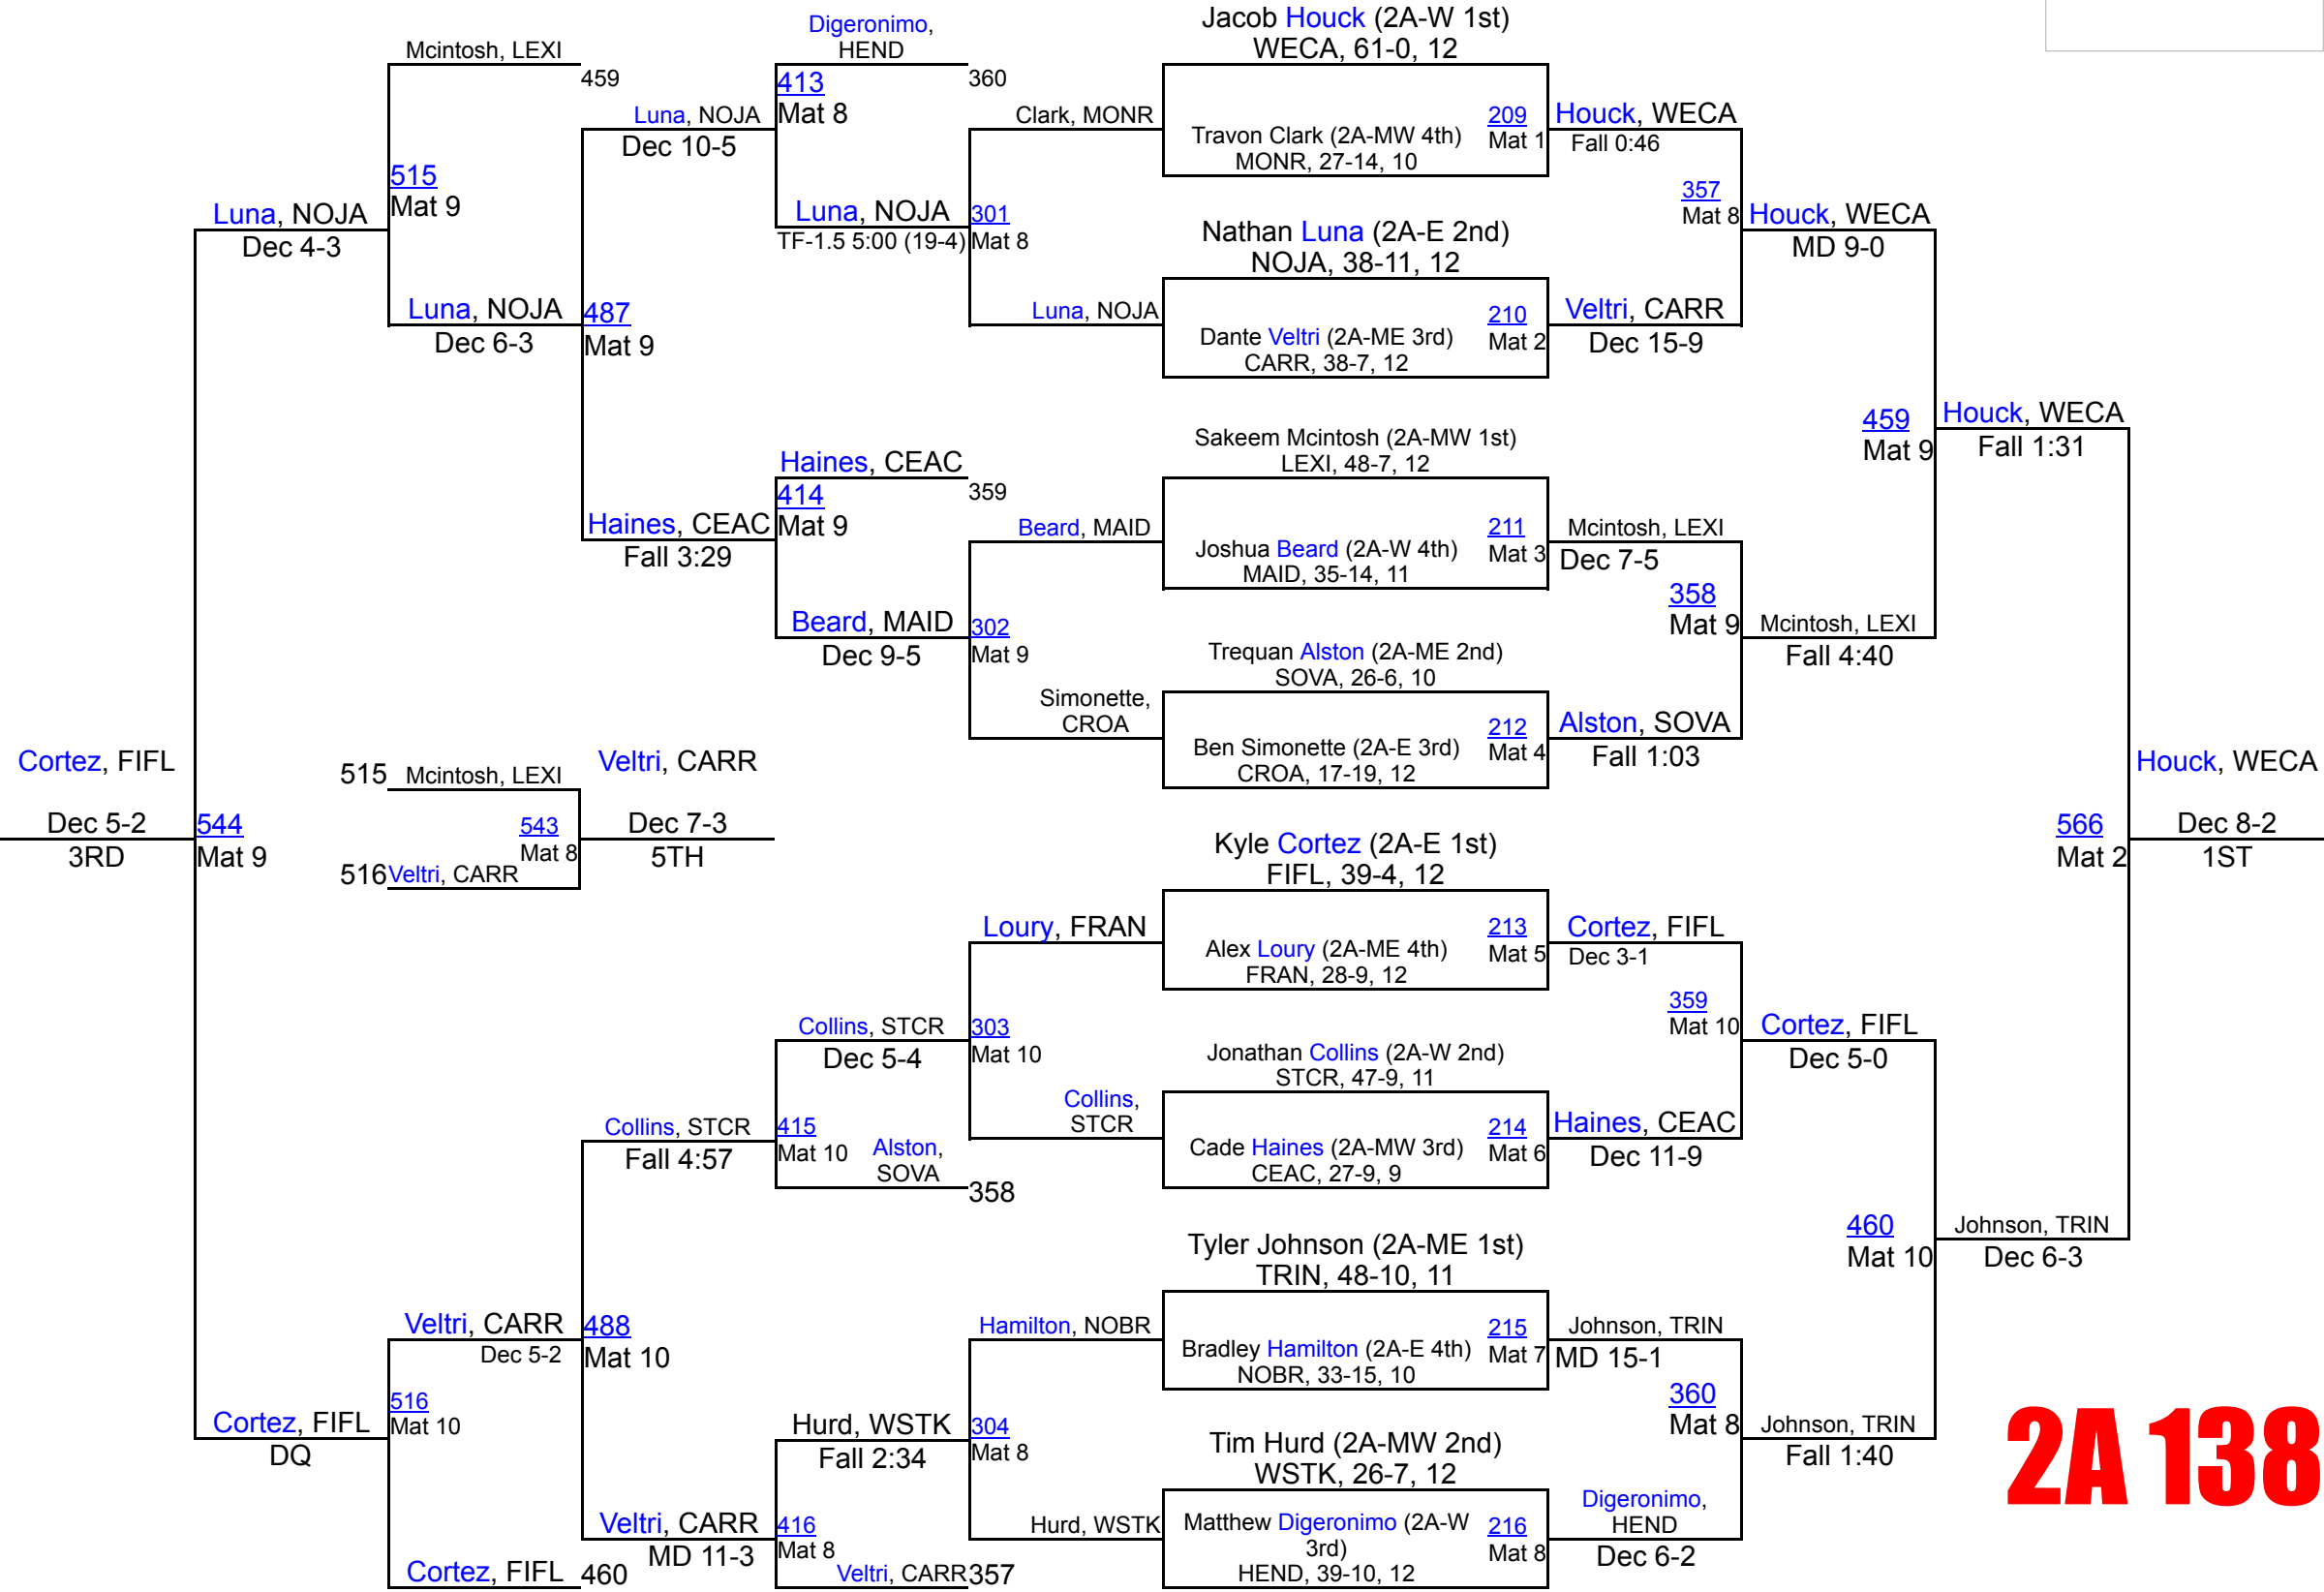 Jacob Houck (2A-W 1st)
WECA, 61-0, 12
Travon Clark (2A-MW 4th)
MONR, 27-14, 10
209
Mat 1
Nathan Luna (2A-E 2nd)
NOJA, 38-11, 12
Dante Veltri (2A-ME 3rd)
CARR, 38-7, 12
210
Mat 2
Sakeem Mcintosh (2A-MW 1st)
LEXI, 48-7, 12
Joshua Beard (2A-W 4th)
MAID, 35-14, 11
211
Mat 3
Trequan Alston (2A-ME 2nd)
SOVA, 26-6, 10
Ben Simonette (2A-E 3rd)
CROA, 17-19, 12
212
Mat 4
Kyle Cortez (2A-E 1st)
FIFL, 39-4, 12
Alex Loury (2A-ME 4th)
FRAN, 28-9, 12
213
Mat 5
Jonathan Collins (2A-W 2nd)
STCR, 47-9, 11
Cade Haines (2A-MW 3rd)
CEAC, 27-9, 9
214
Mat 6
Tyler Johnson (2A-ME 1st)
TRIN, 48-10, 11
Bradley Hamilton (2A-E 4th)
NOBR, 33-15, 10
215
Mat 7
Tim Hurd (2A-MW 2nd)
WSTK, 26-7, 12
Matthew Digeronimo (2A-W
3rd)
HEND, 39-10, 12
216
Mat 8
Houck, WECA
Fall 0:46
357
Mat 8
Veltri, CARR
Dec 15-9
Mcintosh, LEXI
Dec 7-5
358
Mat 9
Alston, SOVA
Fall 1:03
Cortez, FIFL
Dec 3-1
359
Mat 10
Haines, CEAC
Dec 11-9
Johnson, TRIN
MD 15-1
360
Mat 8
Digeronimo,
HEND
Dec 6-2
Houck, WECA
MD 9-0
459
Mat 9
Mcintosh, LEXI
Fall 4:40
Cortez, FIFL
Dec 5-0
460
Mat 10
Johnson, TRIN
Fall 1:40
Houck, WECA
Fall 1:31
566
Mat 2
Johnson, TRIN
Dec 6-3
Houck, WECA
Dec 8-2
1ST
Clark, MONR
301
Mat 8
Luna, NOJA
Beard, MAID
302
Mat 9
Simonette,
CROA
Loury, FRAN
303
Mat 10
Collins,
STCR
Hamilton, NOBR
304
Mat 8
Hurd, WSTK
Digeronimo,
HEND
360
413
Mat 8
Luna, NOJA
TF-1.5 5:00 (19-4)
Haines, CEAC
359
414
Mat 9
Beard, MAID
Dec 9-5
Collins, STCR
Dec 5-4
415
Mat 10
Alston,
SOVA
358
Hurd, WSTK
Fall 2:34
416
Mat 8
Veltri, CARR
357
Luna, NOJA
Dec 10-5
487
Mat 9
Haines, CEAC
Fall 3:29
Collins, STCR
Fall 4:57
488
Mat 10
Veltri, CARR
MD 11-3
Mcintosh, LEXI
459
515
Mat 9
Luna, NOJA
Dec 6-3
Veltri, CARR
Dec 5-2
516
Mat 10
Cortez, FIFL
460
Luna, NOJA
Dec 4-3
544
Mat 9
Cortez, FIFL
DQ
Cortez, FIFL
Dec 5-2
3RD
515 Mcintosh, LEXI
543
Mat 8
516 Veltri, CARR
Veltri, CARR
Dec 7-3
5TH
2A 138